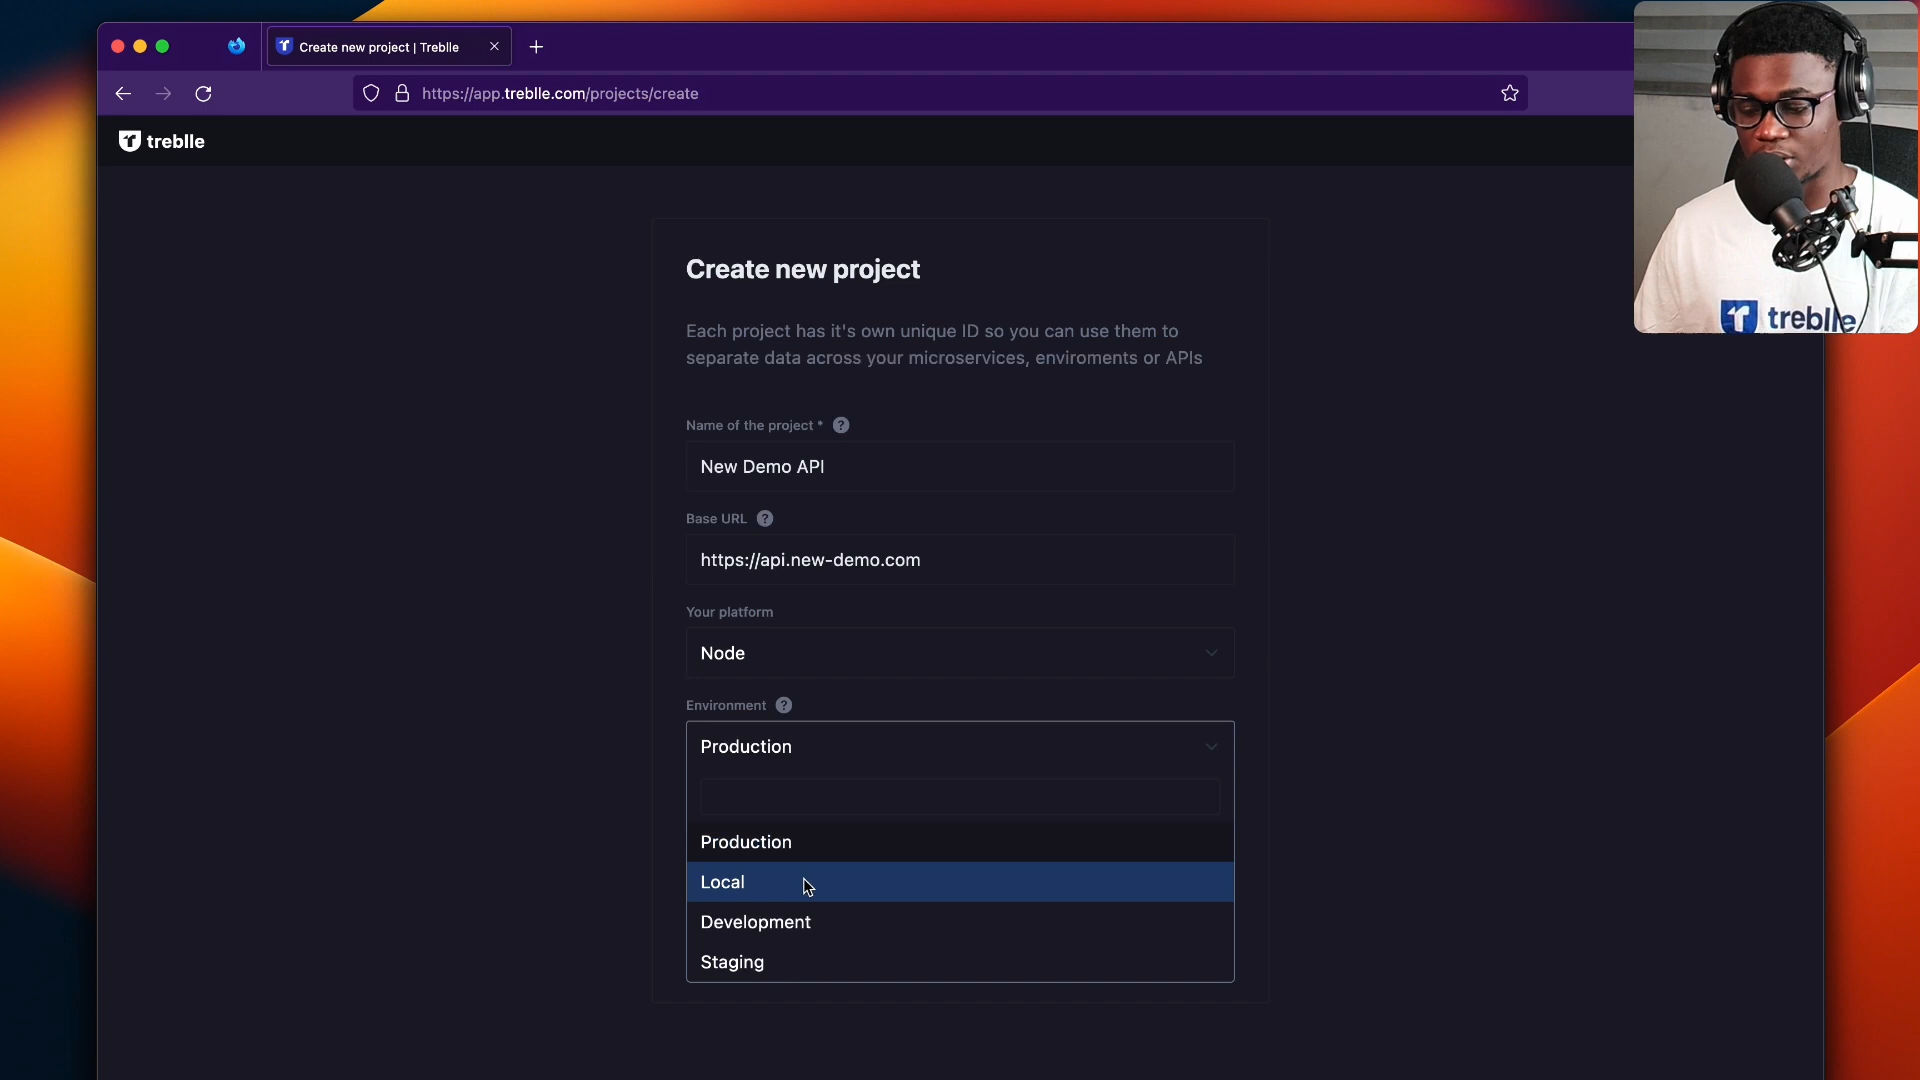 Create new project | Treblle
https://app.treblle.com/projects/create
treblle
treblle
Create new project
Each project has it's own unique ID so you can use them to
separate data across your microservices, enviroments or APIs
Name of the project * ?
New Demo API
Base URL ?
https://api.new-demo.com
Your platform
Node
Environment ?
Production
Production
Local
Development
Staging